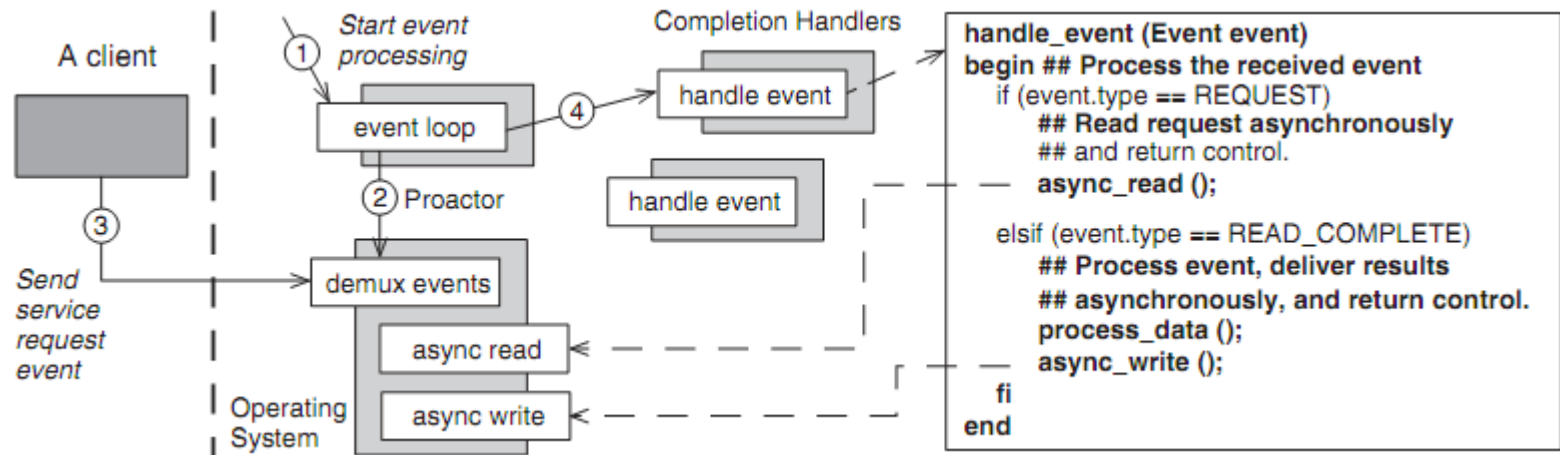 A client
Send
service
request
event
3
1
Start event
processing
event loop
2
Proactor
demux events
async read
async write
Operating
System
4
Completion Handlers
handle event
handle event
handle_event (Event event)
begin ## Process the received event
if (event.type == REQUEST)
## Read request asynchronously
## and return control.
async_read ();
elsif (event.type == READ_COMPLETE)
## Process event, deliver results
## asynchronously, and return control.
process_data ();
async_write ();
fi
end